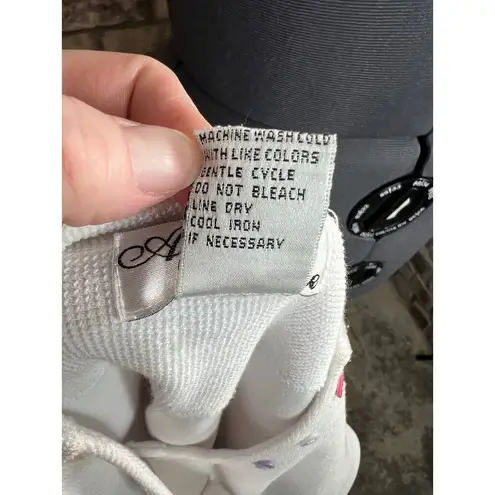 MACHINE WASH COLD
WITH LIKE COLORS
GENTLE CYCLE
DO NOT BLEACH
LINE DRY
COOL IRON
IF NECESSARY